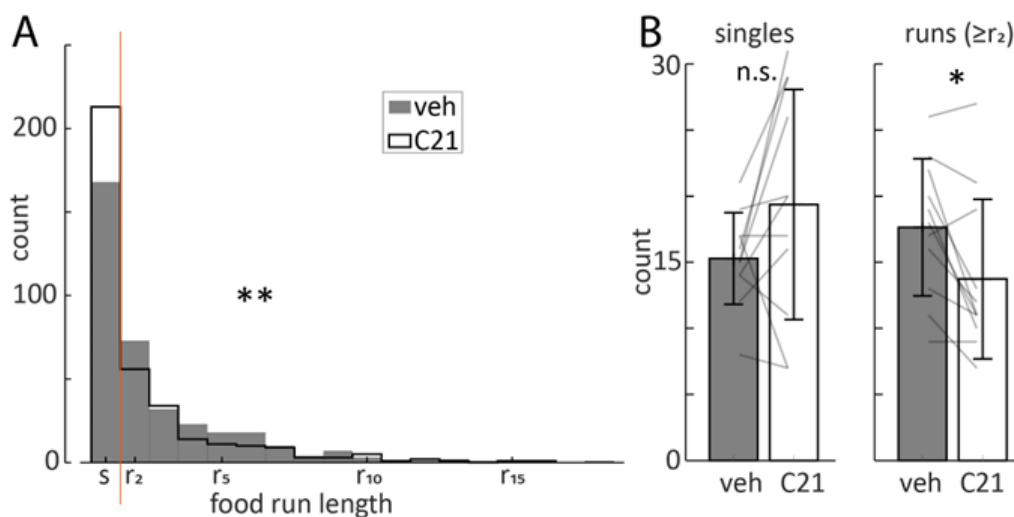 A
200
100
0
count
veh
C21
**
s r₂ r₅ r₁₀ r₁₅
food run length
B
singles
runs (≥r₂)
n.s.
*
30
15
0
count
veh C21
veh C21